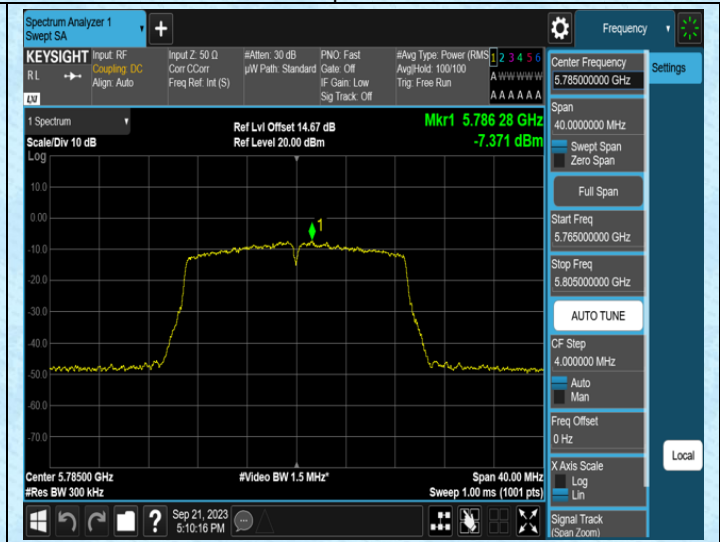 Spectrum Analyzer 1
Swept SA
Frequency
KEYSIGHT
RL
LXI
Input: RF
Coupling: DC
Align: Auto
Input Z: 50 Ω
Corr CCorr
Freq Ref: Int (S)
#Atten: 30 dB
µW Path: Standard
PNO: Fast
Gate: Off
IF Gain: Low
Sig Track: Off
#Avg Type: Power (RMS
Avg|Hold: 100/100
Trig: Free Run
1 2 3 4 5 6
A W W W W W
A A A A A A
1 Spectrum
Scale/Div 10 dB
Log
Ref Lvl Offset 14.67 dB
Ref Level 20.00 dBm
Mkr1 5.786 28 GHz
-7.371 dBm
10.0
0.00
-10.0
-20.0
-30.0
-40.0
-50.0
-60.0
-70.0
1
Center 5.78500 GHz
#Res BW 300 kHz
#Video BW 1.5 MHz*
Span 40.00 MHz
Sweep 1.00 ms (1001 pts)
Sep 21, 2023
5:10:16 PM
Center Frequency
5.785000000 GHz
Span
40.0000000 MHz
Swept Span
Zero Span
Full Span
Start Freq
5.765000000 GHz
Stop Freq
5.805000000 GHz
AUTO TUNE
CF Step
4.000000 MHz
Auto
Man
Freq Offset
0 Hz
X Axis Scale
Log
Lin
Signal Track
(Span Zoom)
Settings
Local